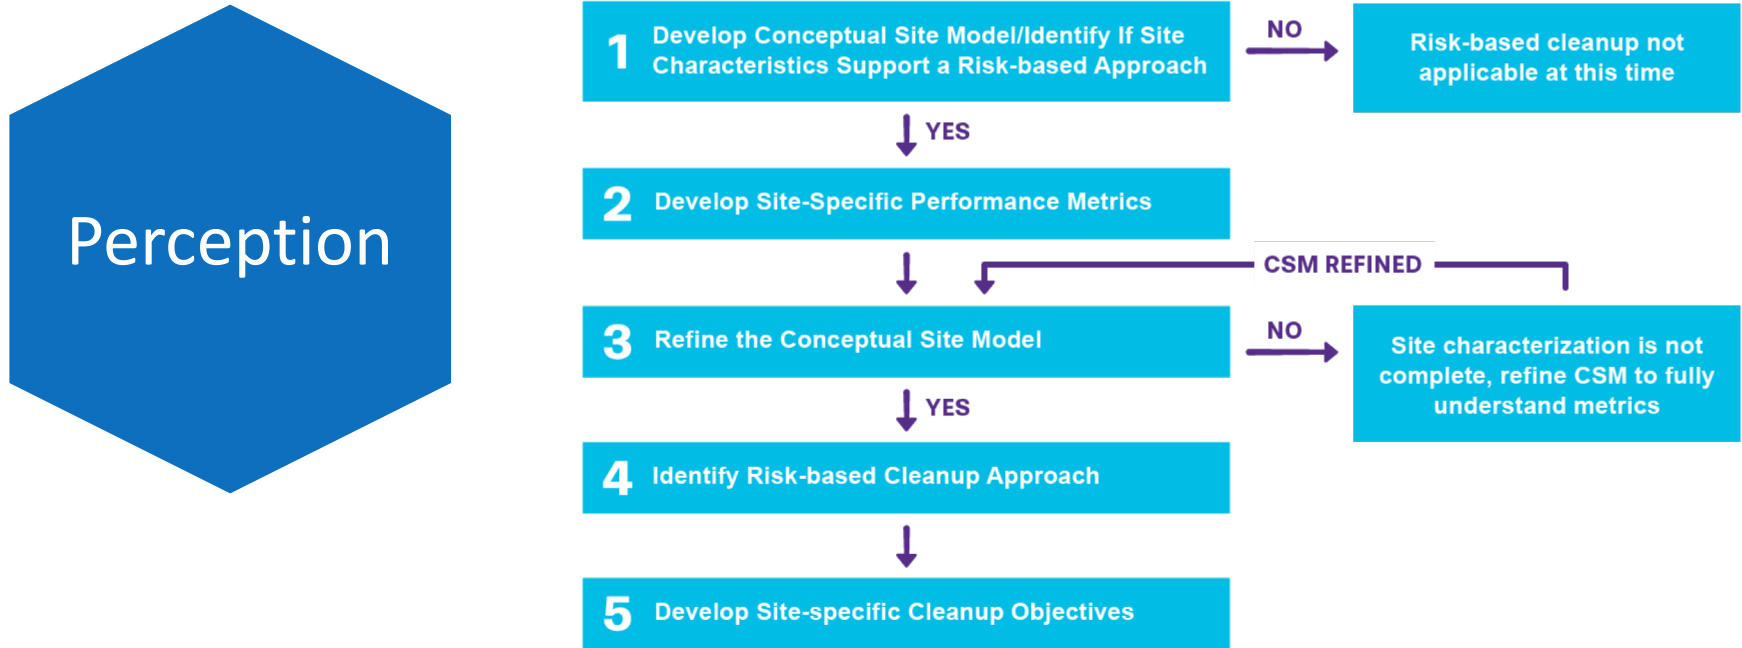 Perception
1
Develop Conceptual Site Model/Identify If Site
Characteristics Support a Risk-based Approach
NO
Risk-based cleanup not
applicable at this time
YES
2 Develop Site-Specific Performance Metrics
CSM REFINED
3 Refine the Conceptual Site Model
NO
Site characterization is not
complete, refine CSM to fully
understand metrics
YES
4 Identify Risk-based Cleanup Approach
5 Develop Site-specific Cleanup Objectives